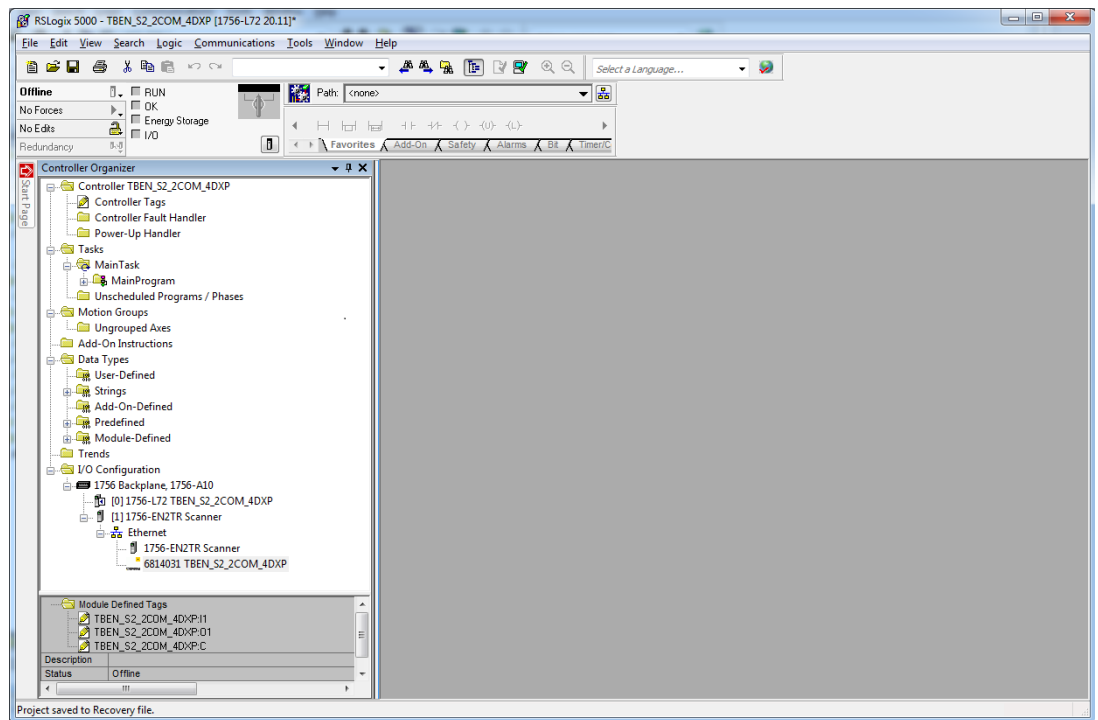 RSLogix 5000 - TBEN_S2_2COM_4DXP [1756-L72 20.11]*
File Edit View Search Logic Communications Tools Window Help
Select a Language...
Offline
RUN
No Forces
OK
No Edits
Energy Storage
Redundancy
I/O
Path: <none>
Favorites Add-On Safety Alarms Bit Timer/C
Start Page
Controller Organizer
Controller TBEN_S2_2COM_4DXP
Controller Tags
Controller Fault Handler
Power-Up Handler
Tasks
MainTask
MainProgram
Unscheduled Programs / Phases
Motion Groups
Ungrouped Axes
Add-On Instructions
Data Types
User-Defined
Strings
Add-On-Defined
Predefined
Module-Defined
Trends
I/O Configuration
1756 Backplane, 1756-A10
[0] 1756-L72 TBEN_S2_2COM_4DXP
[1] 1756-EN2TR Scanner
Ethernet
1756-EN2TR Scanner
6814031 TBEN_S2_2COM_4DXP
Module Defined Tags
TBEN_S2_2COM_4DXP:I1
TBEN_S2_2COM_4DXP:O1
TBEN_S2_2COM_4DXP:C
Description
Status Offline
Project saved to Recovery file.